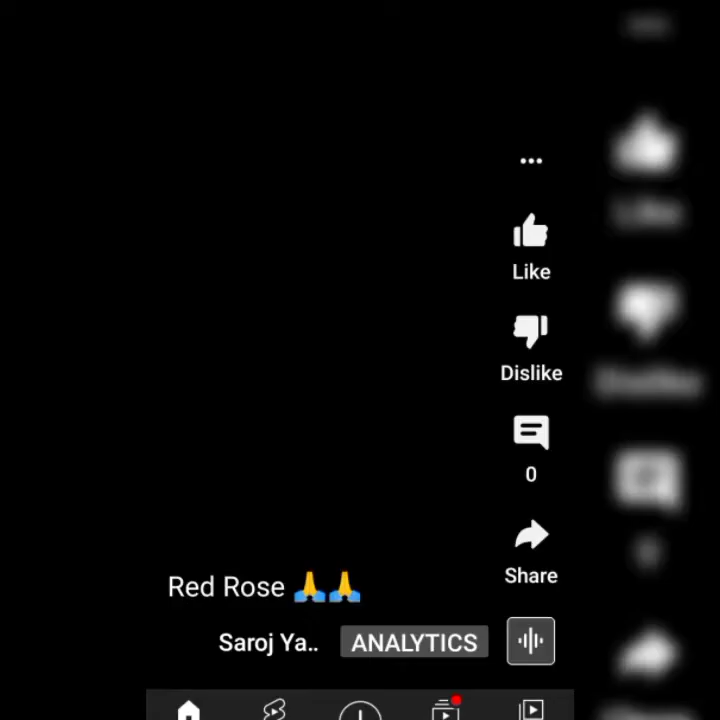 Like
Dislike
0
Share
Red Rose 🙏🙏
Saroj Ya.. ANALYTICS